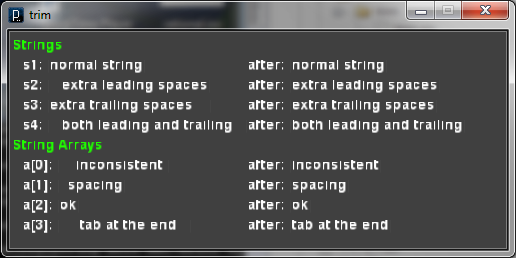 trim
Strings
s1: normal string after: normal string
s2:   extra leading spaces after: extra leading spaces
s3: extra trailing spaces after: extra trailing spaces
s4:   both leading and trailing after: both leading and trailing
String Arrays
a[0]:    inconsistent after: inconsistent
a[1]:   spacing after: spacing
a[2]: ok after: ok
a[3]:     tab at the end after: tab at the end